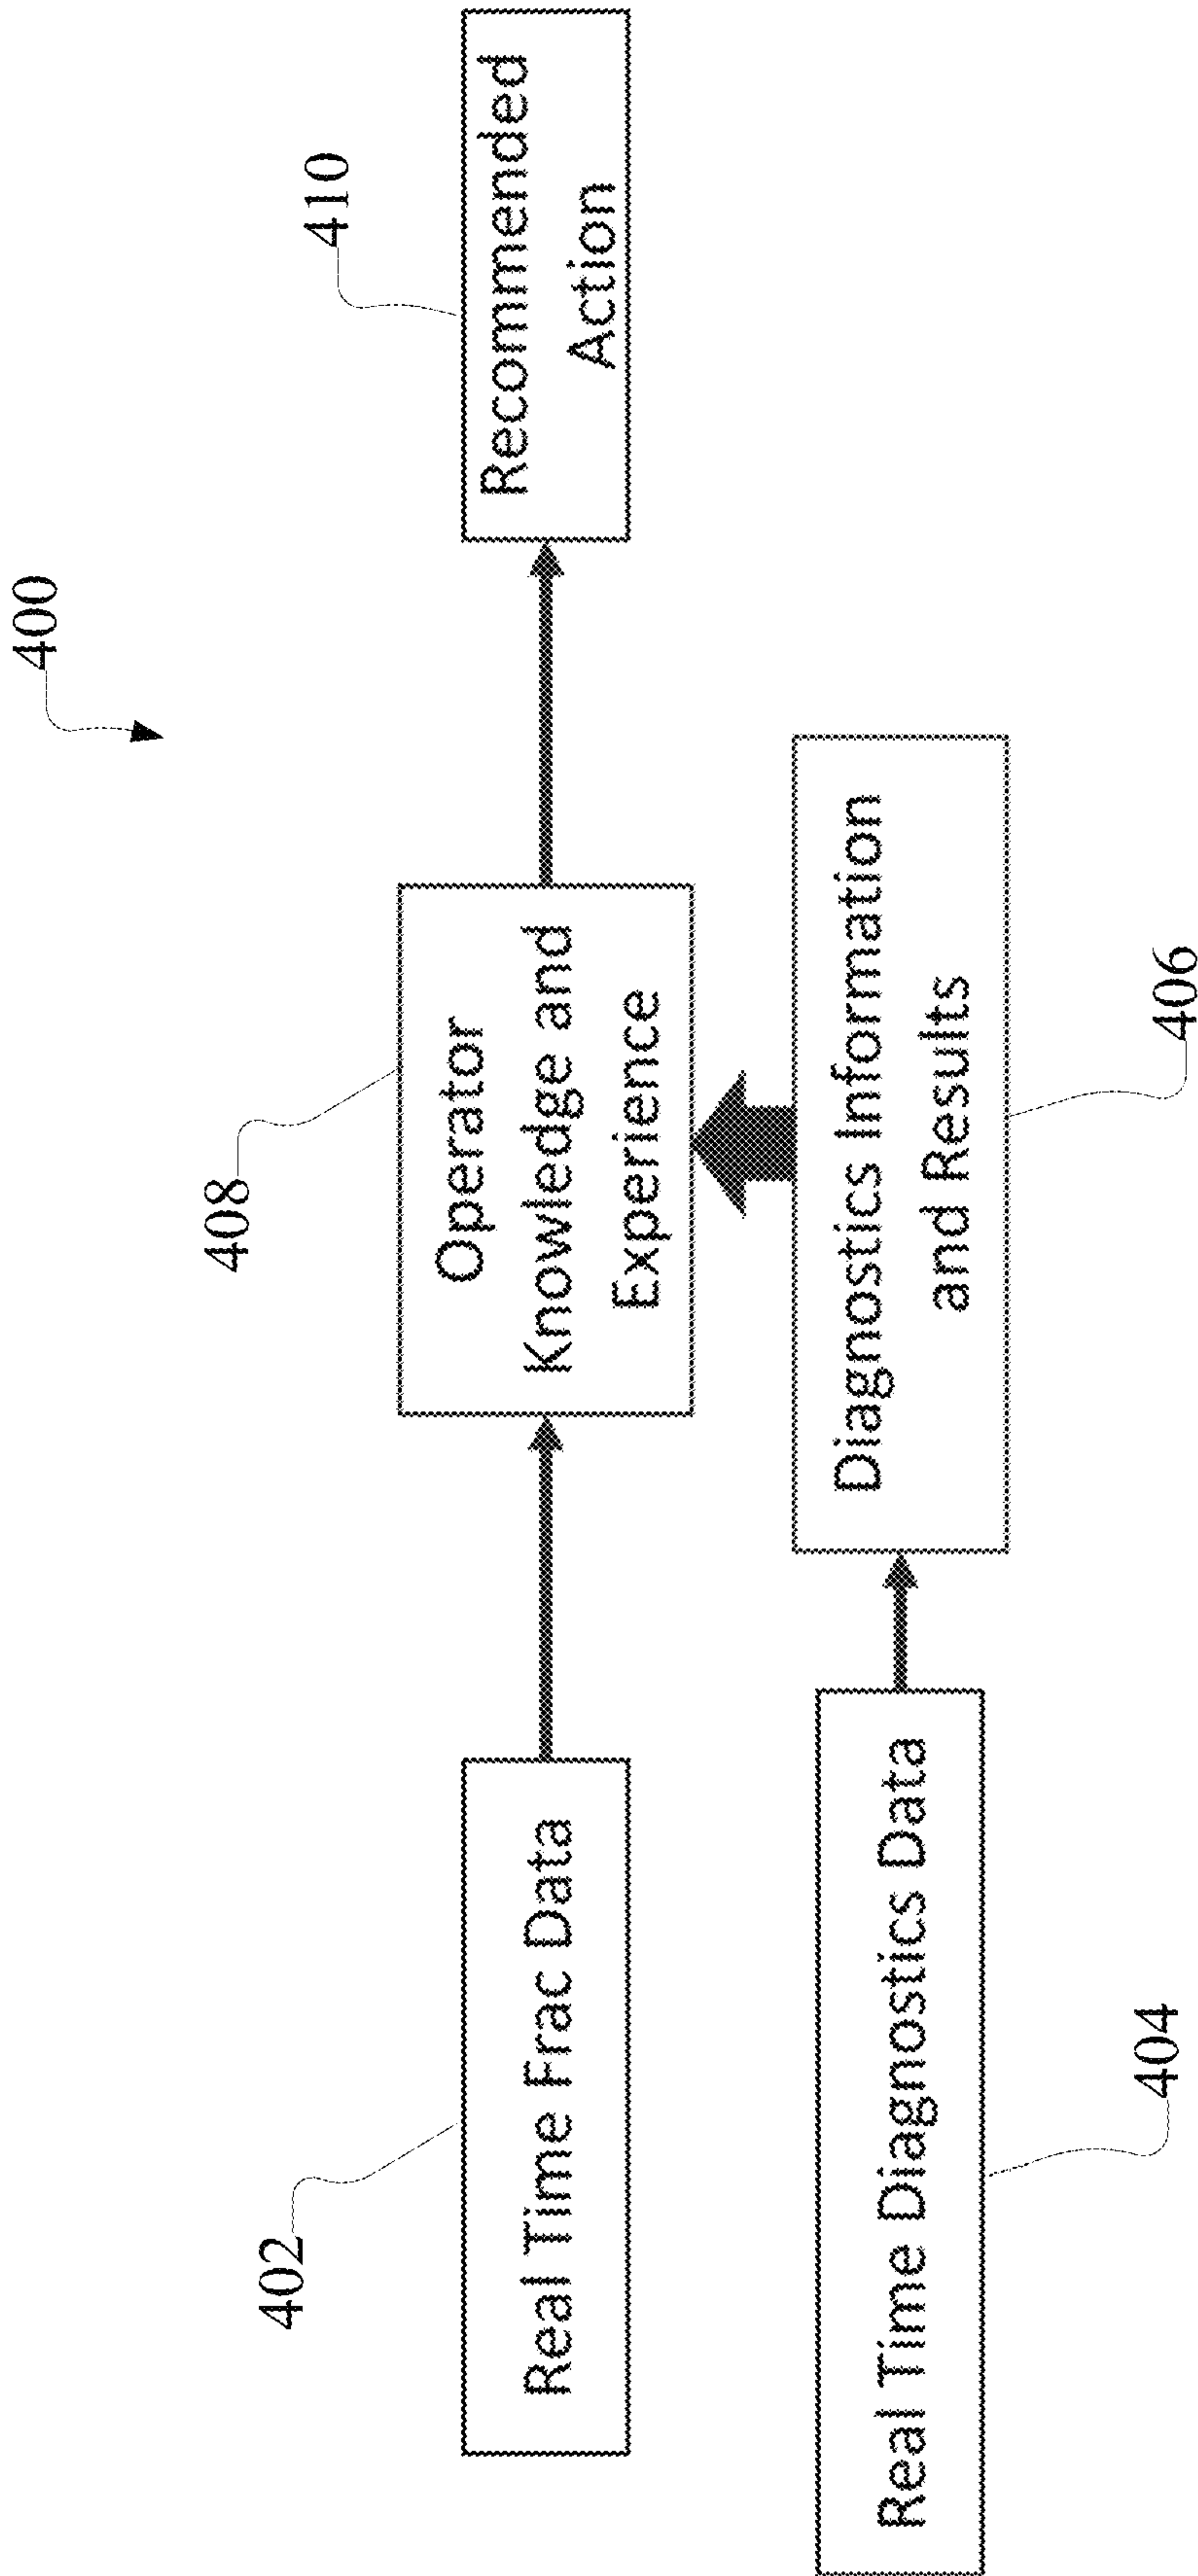 400
402
Real Time Frac Data
408
Operator
Knowledge and
Experience
410
Recommended
Action
Real Time Diagnostics Data
404
Diagnostics Information
and Results
406